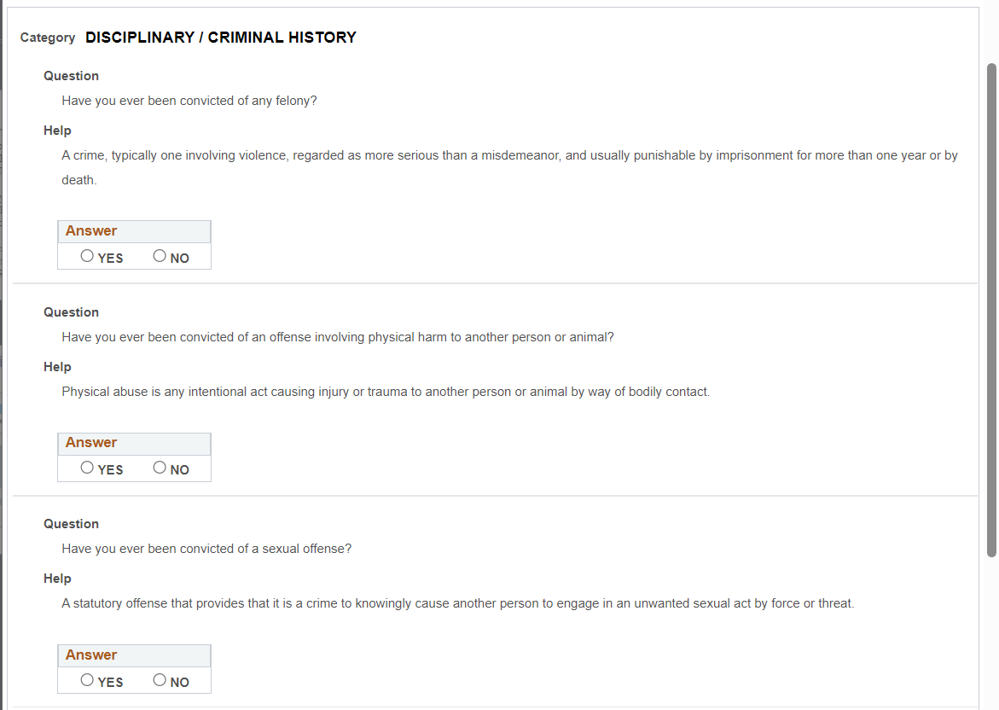 Category DISCIPLINARY / CRIMINAL HISTORY
Question
Have you ever been convicted of any felony?
Help
A crime, typically one involving violence, regarded as more serious than a misdemeanor, and usually punishable by imprisonment for more than one year or by
death.
Answer
YES NO
Question
Have you ever been convicted of an offense involving physical harm to another person or animal?
Help
Physical abuse is any intentional act causing injury or trauma to another person or animal by way of bodily contact.
Answer
YES NO
Question
Have you ever been convicted of a sexual offense?
Help
A statutory offense that provides that it is a crime to knowingly cause another person to engage in an unwanted sexual act by force or threat.
Answer
YES NO